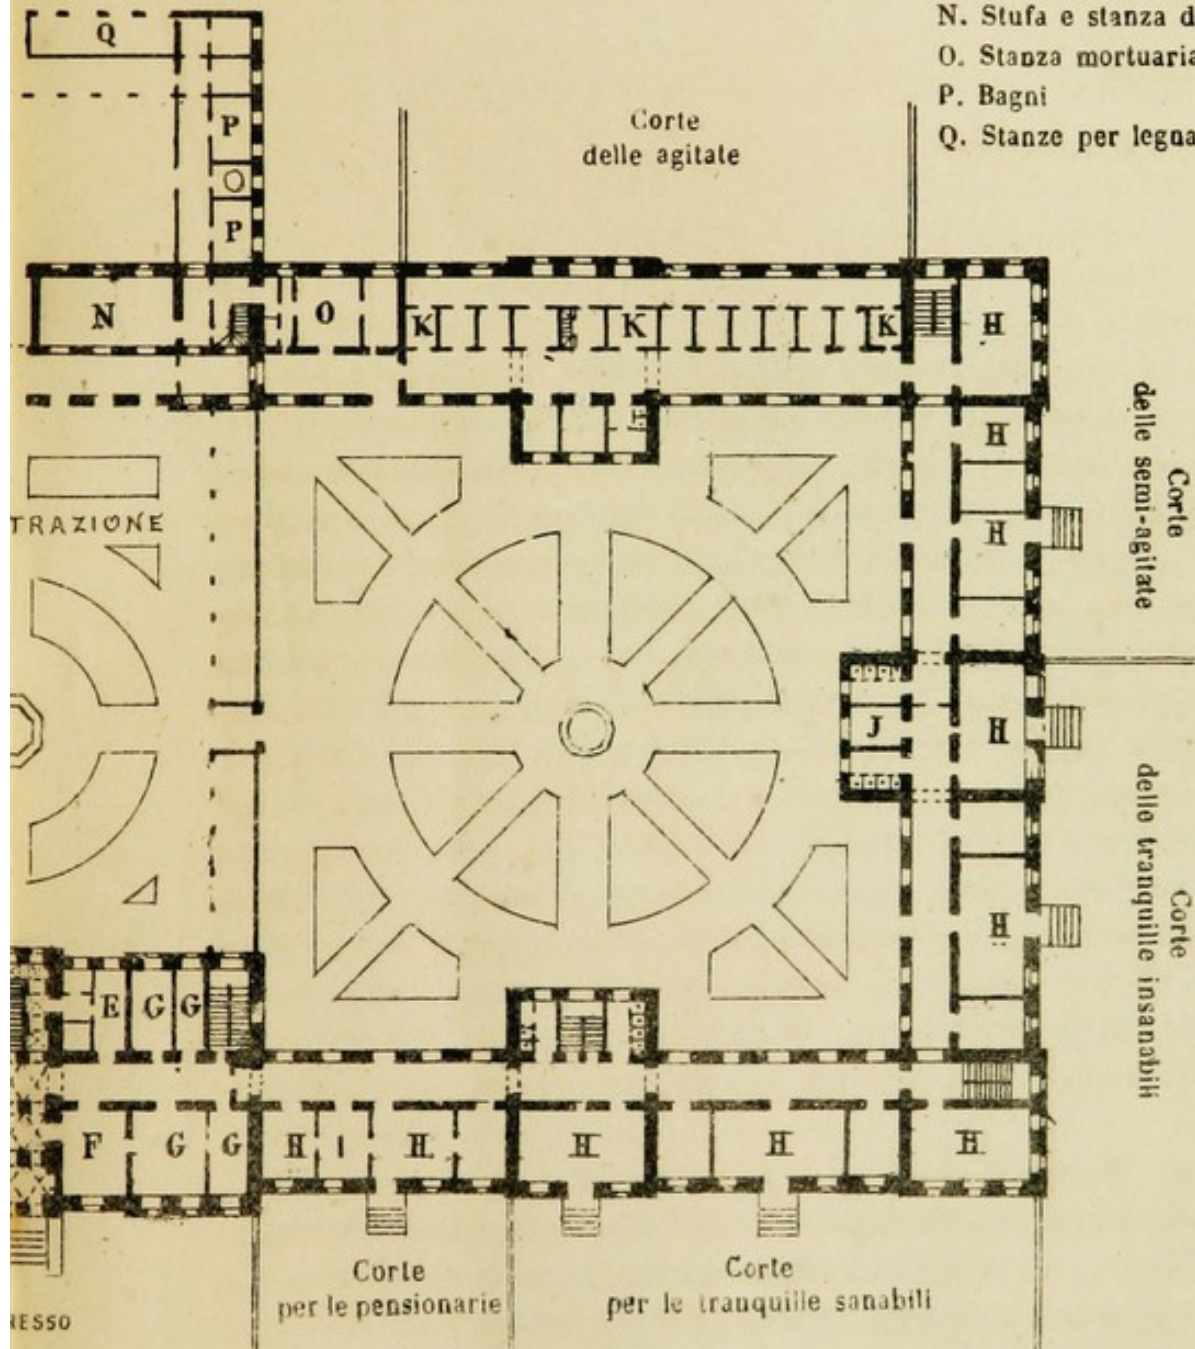 N. Stufa e stanza d
O. Stanza mortuaria
P. Bagni
Q. Stanze per legna
Q
P
O
P
Corte
delle agitate
N
O
K
K
K
H
H
H
Corte
delle semi-agitate
TRAZIONE
J
H
H
Corte
delle tranquille insanabili
E
G
G
F
G
G
H
I
H
H
H
H
Corte
per le pensionarie
Corte
per le tranquille sanabili
RESSO